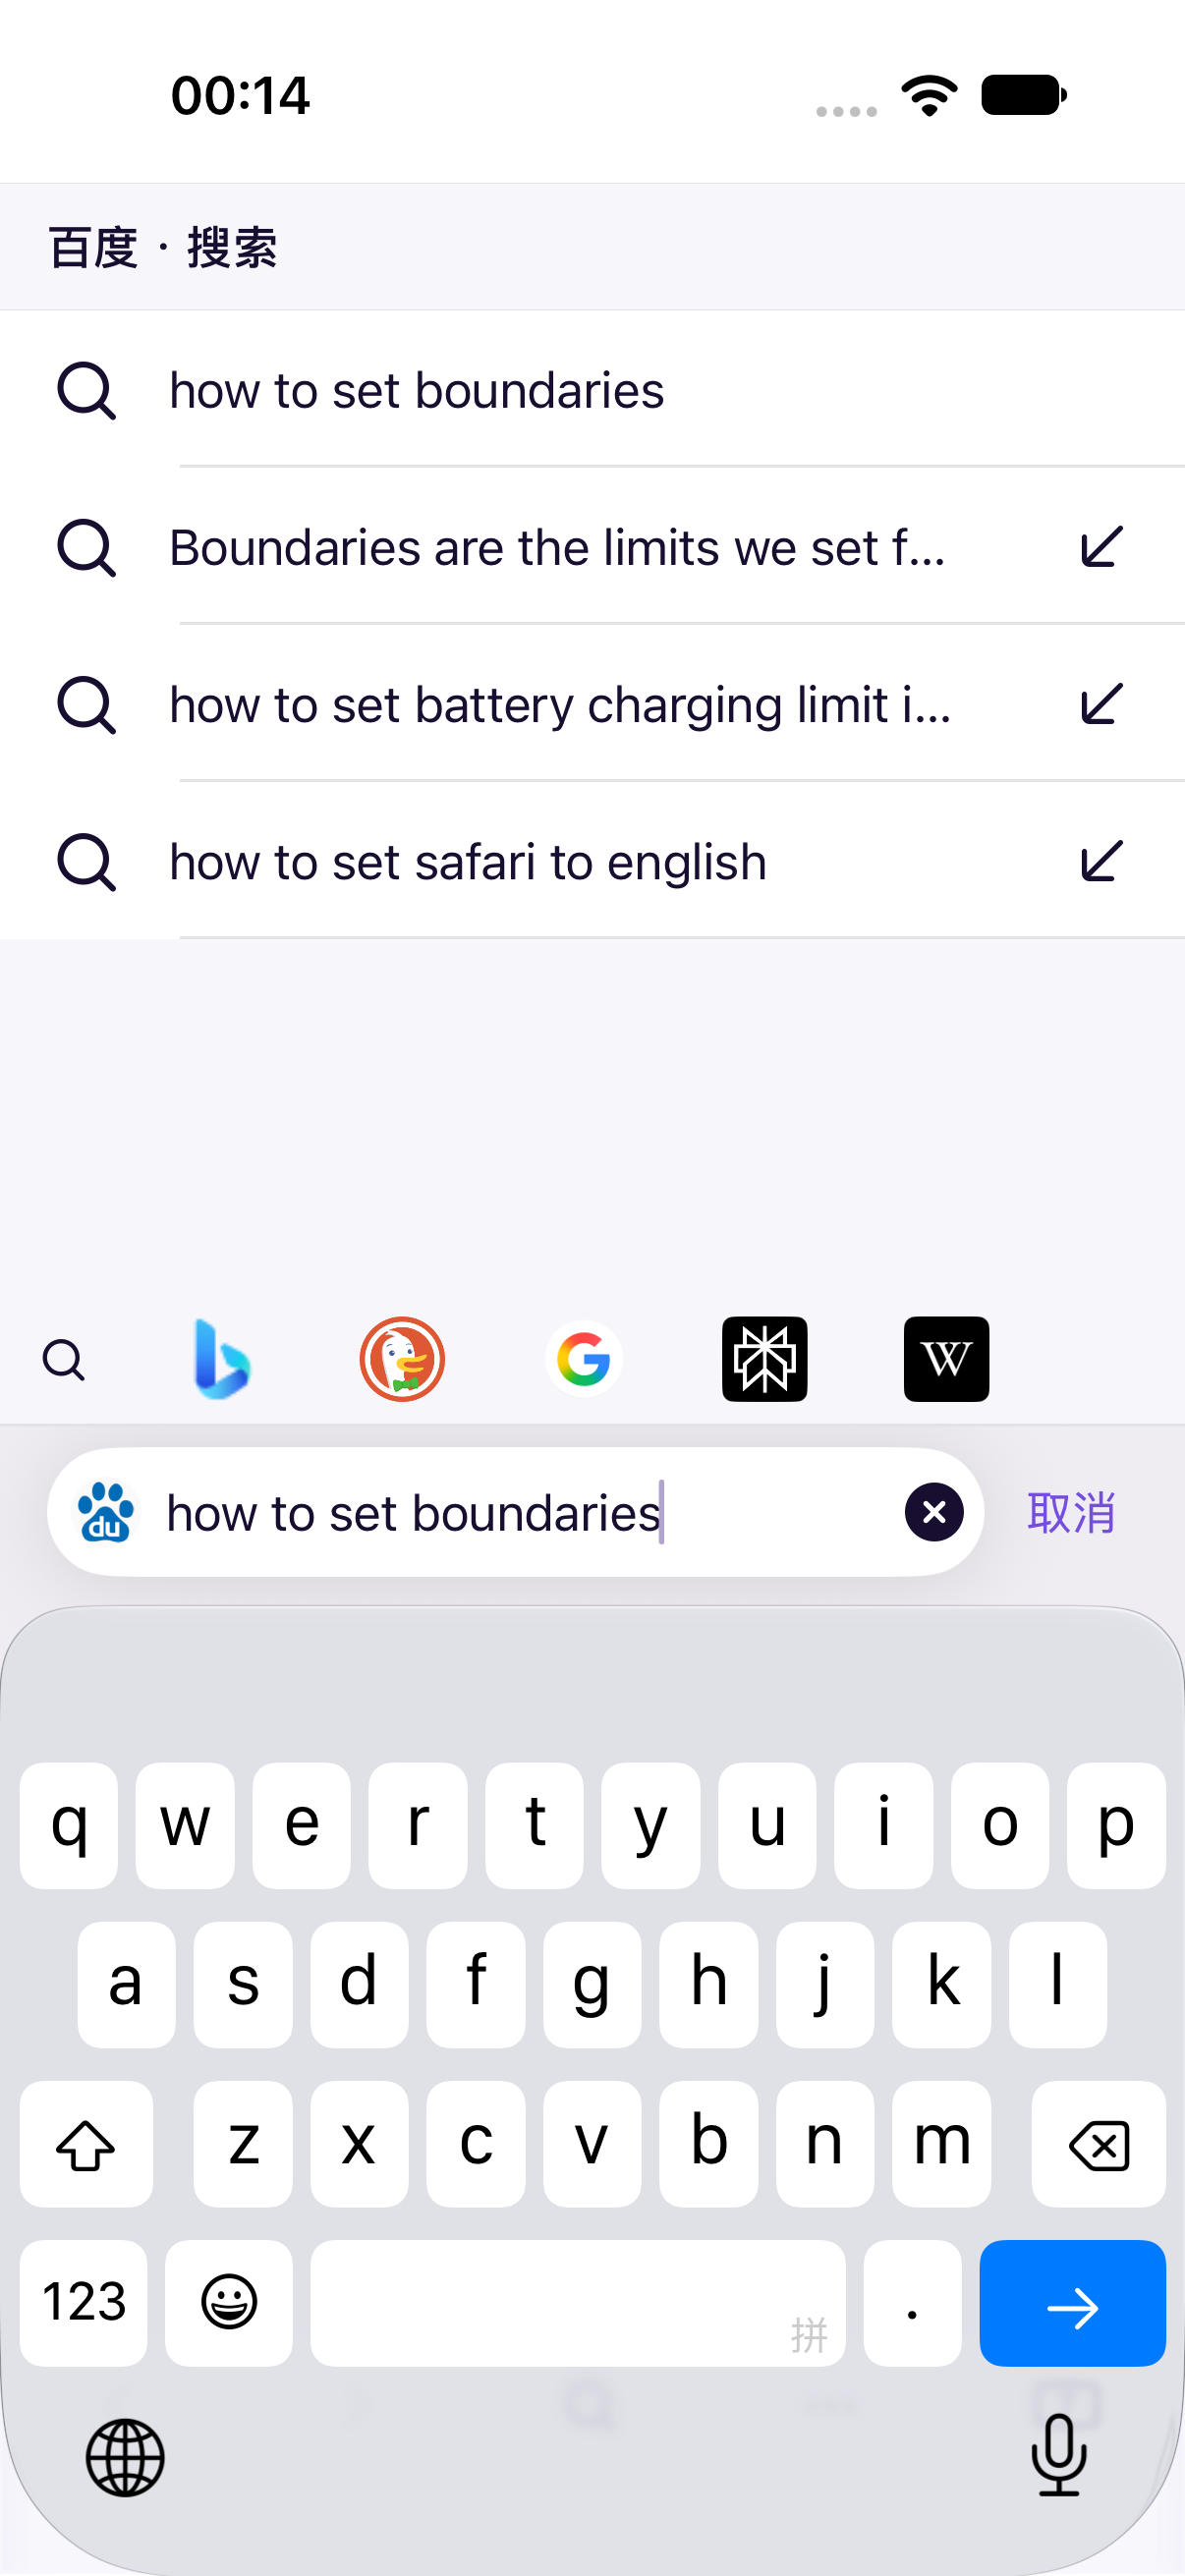 00:14
百度 · 搜索
how to set boundaries
Boundaries are the limits we set f...
how to set battery charging limit i...
how to set safari to english
W
du how to set boundaries 取消
q w e r t y u i o p
a s d f g h j k l
z x c v b n m
123 拼 .